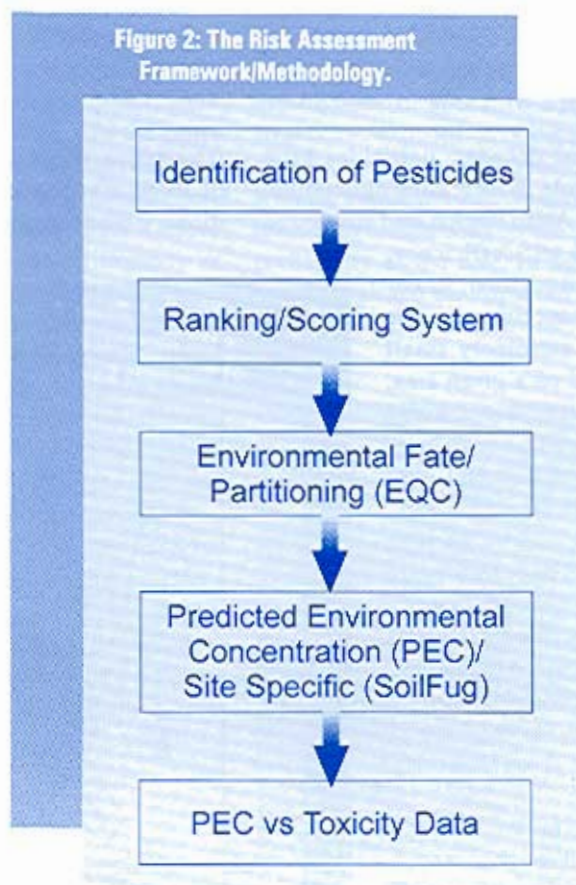 Figure 2: The Risk Assessment
Framework/Methodology.
Identification of Pesticides
Ranking/Scoring System
Environmental Fate/
Partitioning (EQC)
Predicted Environmental
Concentration (PEC)/
Site Specific (SoilFug)
PEC vs Toxicity Data